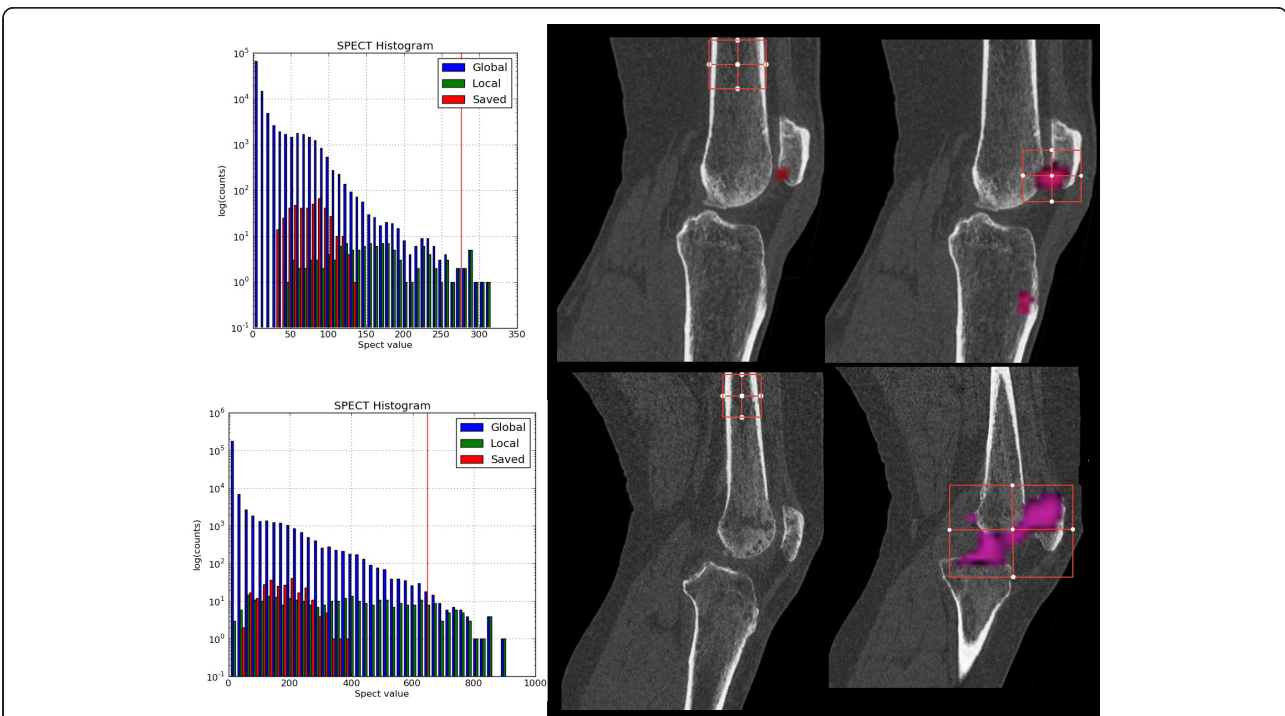 SPECT Histogram
10^5
10^4
10^3
10^2
10^1
10^0
10^-1
log(counts)
Global
Local
Saved
0 50 100 150 200 250 300 350
Spect value
SPECT Histogram
10^6
10^5
10^4
10^3
10^2
10^1
10^0
10^-1
log(counts)
Global
Local
Saved
0 200 400 600 800 1000
Spect value